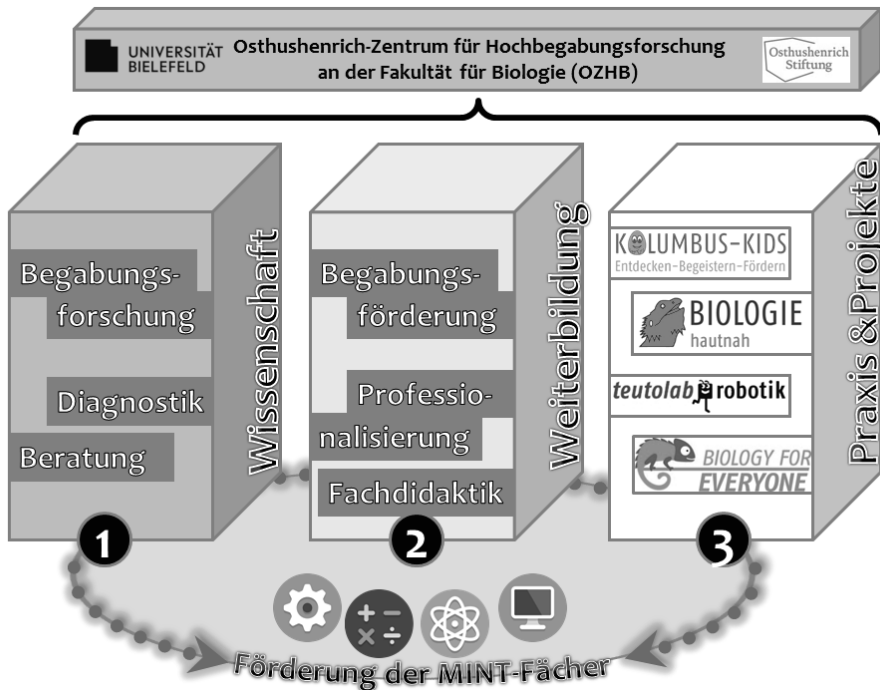 UNIVERSITÄT
BIELEFELD
Osthushenrich-Zentrum für Hochbegabungsforschung
an der Fakultät für Biologie (OZHB)
Osthushenrich
Stiftung
Begabungs-
forschung
Diagnostik
Beratung
Wissenschaft
1
Begabungs-
förderung
Professio-
nalisierung
Fachdidaktik
Weiterbildung
2
KOLUMBUS-KIDS
Entdecken-Begeistern-Fördern
BIOLOGIE
hautnah
teutolab robotik
BIOLOGY FOR
EVERYONE
Praxis &Projekte
3
Förderung der MINT-Fächer